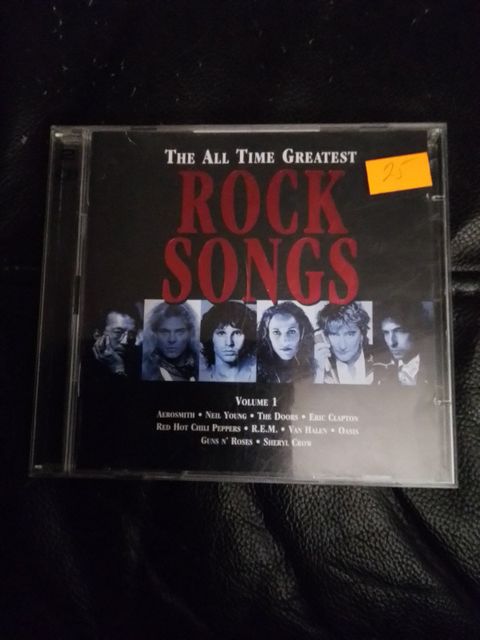 THE ALL TIME GREATEST
25
ROCK
SONGS
VOLUME 1
AEROSMITH • NEIL YOUNG • THE DOORS • ERIC CLAPTON
RED HOT CHILI PEPPERS • R.E.M. • VAN HALEN • OASIS
GUNS N' ROSES • SHERYL CROW